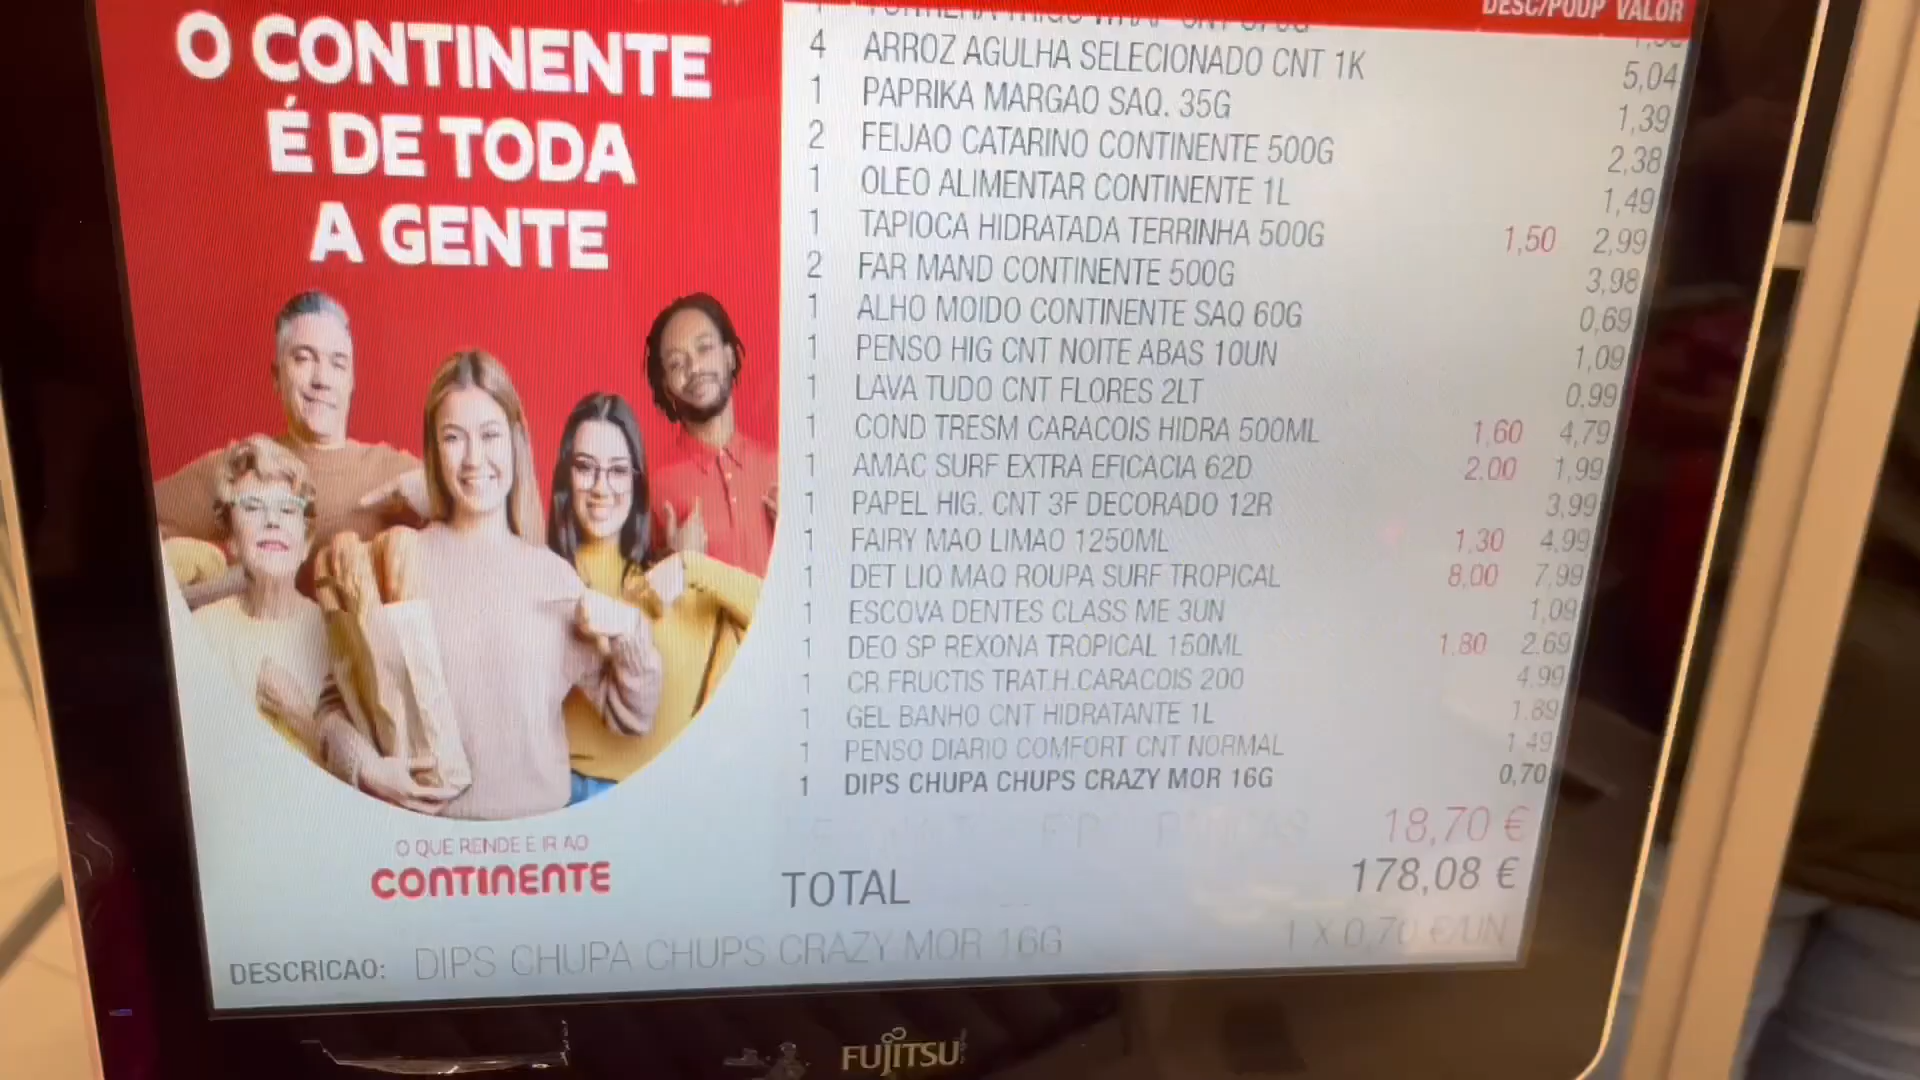 O CONTINENTE
É DE TODA
A GENTE
O QUE RENDE É IR AO
CONTINENTE
DESC/POUP VALOR
4 ARROZ AGULHA SELECIONADO CNT 1K 5,04
1 PAPRIKA MARGAO SAQ. 35G 1,39
2 FEIJAO CATARINO CONTINENTE 500G 2,38
1 OLEO ALIMENTAR CONTINENTE 1L 1,49
1 TAPIOCA HIDRATADA TERRINHA 500G 1,50 2,99
2 FAR MAND CONTINENTE 500G 3,98
1 ALHO MOIDO CONTINENTE SAQ 60G 0,69
1 PENSO HIG CNT NOITE ABAS 10UN 1,09
1 LAVA TUDO CNT FLORES 2LT 0,99
1 COND TRESM CARACOIS HIDRA 500ML 1,60 4,79
1 AMAC SURF EXTRA EFICACIA 62D 2,00 1,99
1 PAPEL HIG. CNT 3F DECORADO 12R 3,99
1 FAIRY MAO LIMAO 1250ML 1,30 4,99
1 DET LIQ MAQ ROUPA SURF TROPICAL 8,00 7,99
1 ESCOVA DENTES CLASS ME 3UN 1,09
1 DEO SP REXONA TROPICAL 150ML 1,80 2,69
1 CR.FRUCTIS TRAT.H.CARACOIS 200 4,99
1 GEL BANHO CNT HIDRATANTE 1L 1,89
1 PENSO DIARIO COMFORT CNT NORMAL 1,49
1 DIPS CHUPA CHUPS CRAZY MOR 16G 0,70
18,70 €
TOTAL 178,08 €
1 X 0,70 €/UN
DESCRICAO: DIPS CHUPA CHUPS CRAZY MOR 16G
FUJITSU